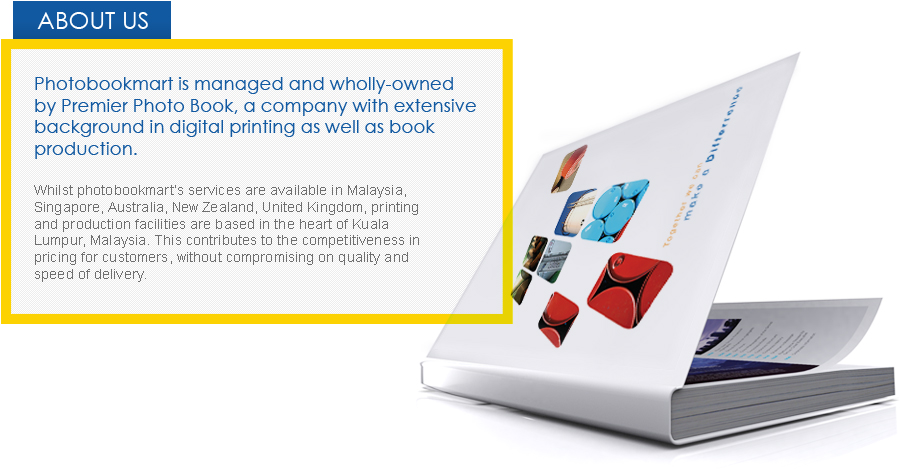 ABOUT US
Photobookmart is managed and wholly-owned
by Premier Photo Book, a company with extensive
background in digital printing as well as book
production.
Whilst photobookmart's services are available in Malaysia,
Singapore, Australia, New Zealand, United Kingdom, printing
and production facilities are based in the heart of Kuala
Lumpur, Malaysia. This contributes to the competitiveness in
pricing for customers, without compromising on quality and
speed of delivery.
Together we can
make a Difference